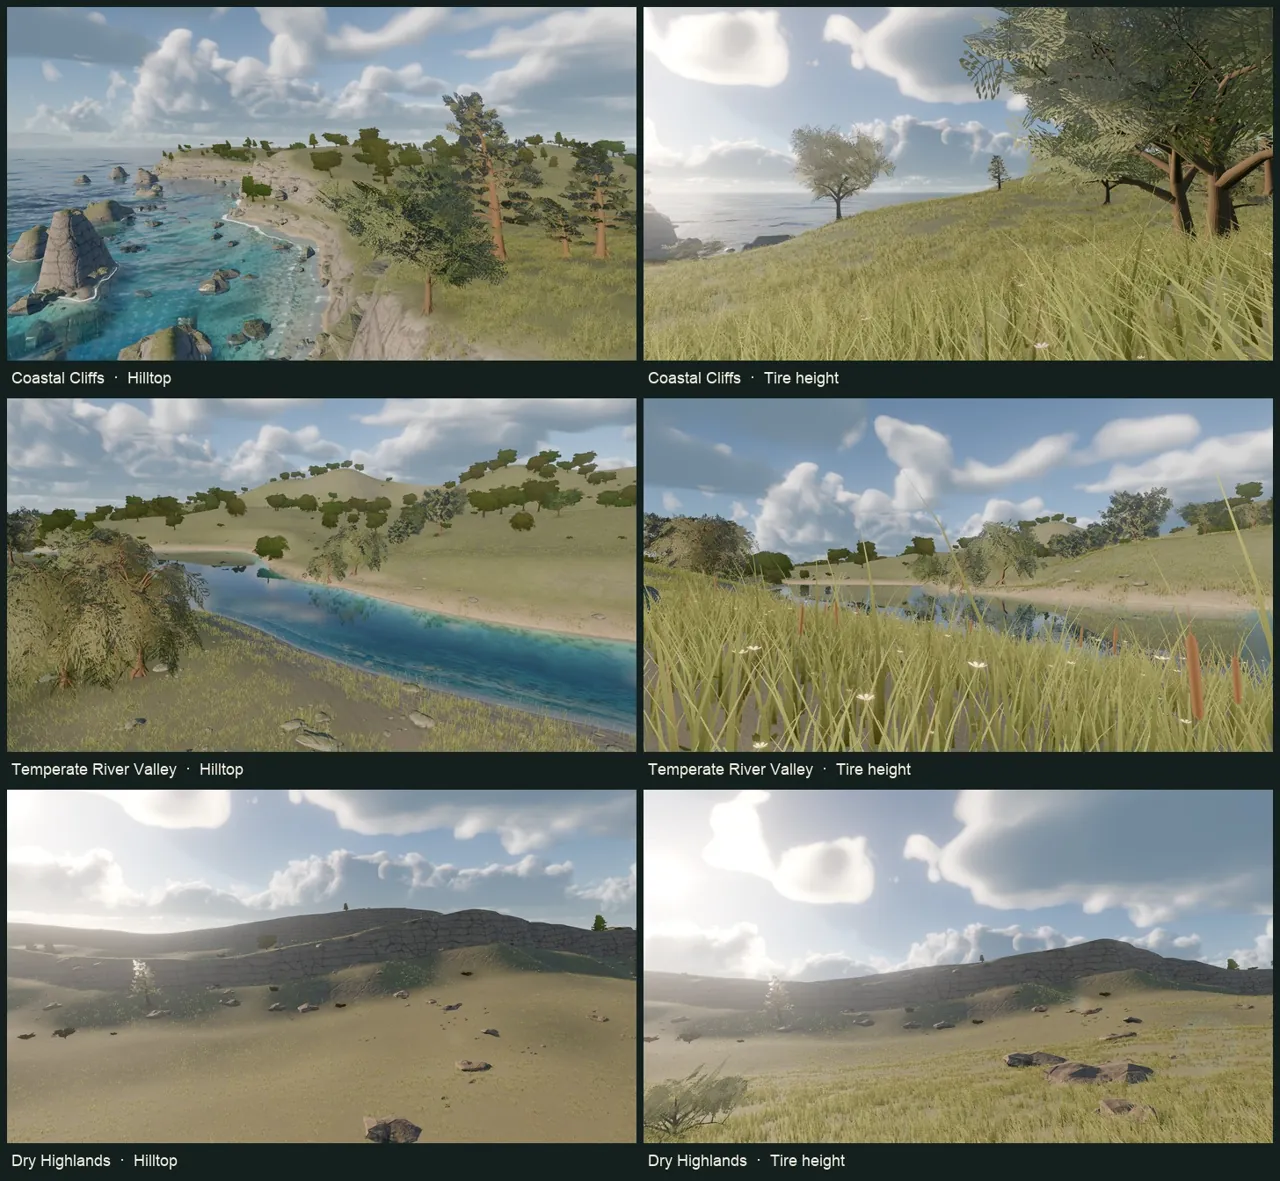 Coastal Cliffs · Hilltop
Coastal Cliffs · Tire height
Temperate River Valley · Hilltop
Temperate River Valley · Tire height
Dry Highlands · Hilltop
Dry Highlands · Tire height